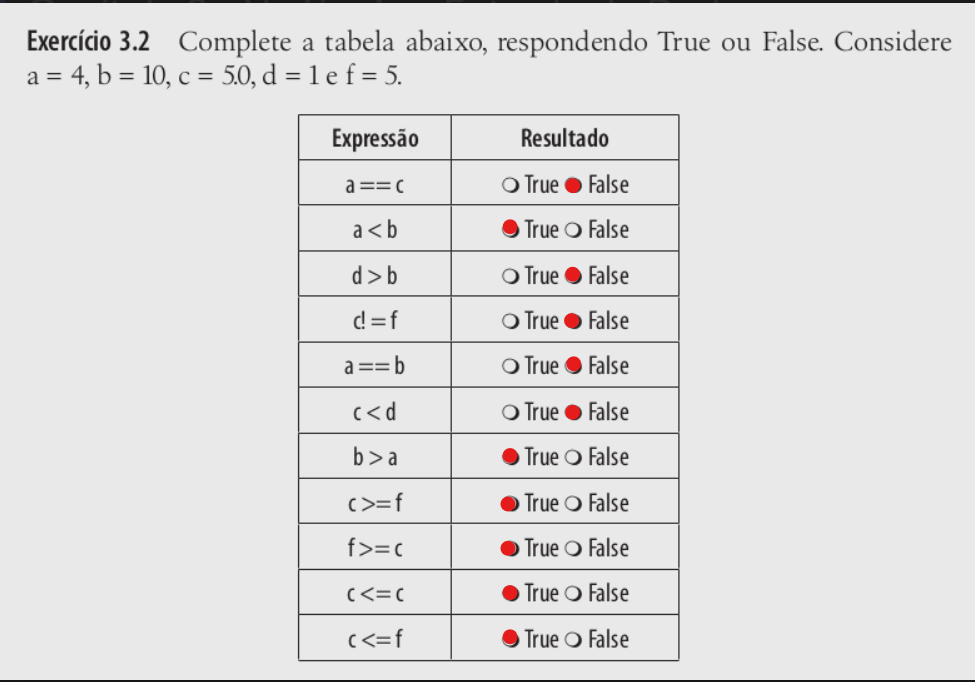 Exercício 3.2 Complete a tabela abaixo, respondendo True ou False. Considere
a = 4, b = 10, c = 5.0, d = 1 e f = 5.
Expressão Resultado
a == c True False
a < b True False
d > b True False
c! = f True False
a == b True False
c < d True False
b > a True False
c >= f True False
f >= c True False
c <= c True False
c <= f True False